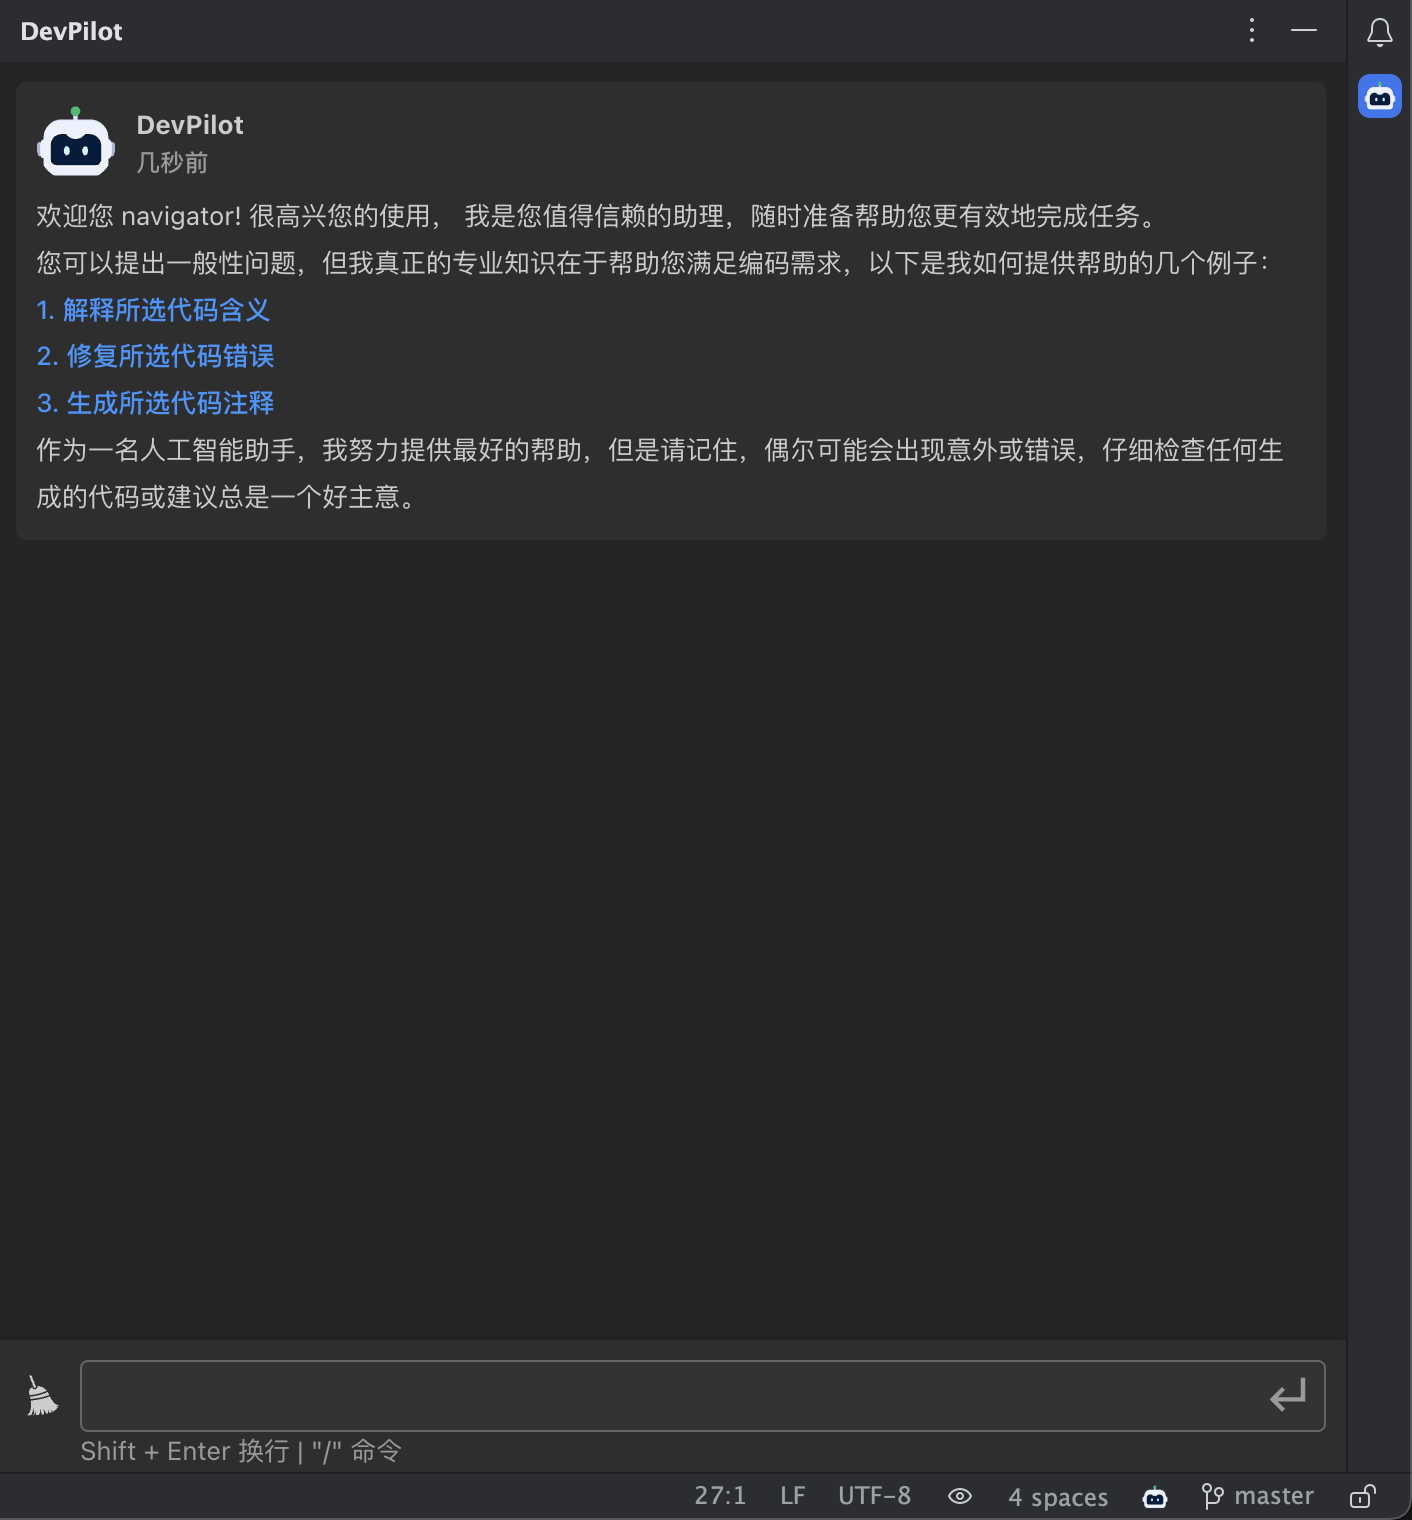 DevPilot
DevPilot
几秒前
欢迎您 navigator! 很高兴您的使用， 我是您值得信赖的助理，随时准备帮助您更有效地完成任务。
您可以提出一般性问题，但我真正的专业知识在于帮助您满足编码需求，以下是我如何提供帮助的几个例子：
1. 解释所选代码含义
2. 修复所选代码错误
3. 生成所选代码注释
作为一名人工智能助手，我努力提供最好的帮助，但是请记住，偶尔可能会出现意外或错误，仔细检查任何生
成的代码或建议总是一个好主意。
Shift + Enter 换行 | "/" 命令
27:1 LF UTF-8 4 spaces master